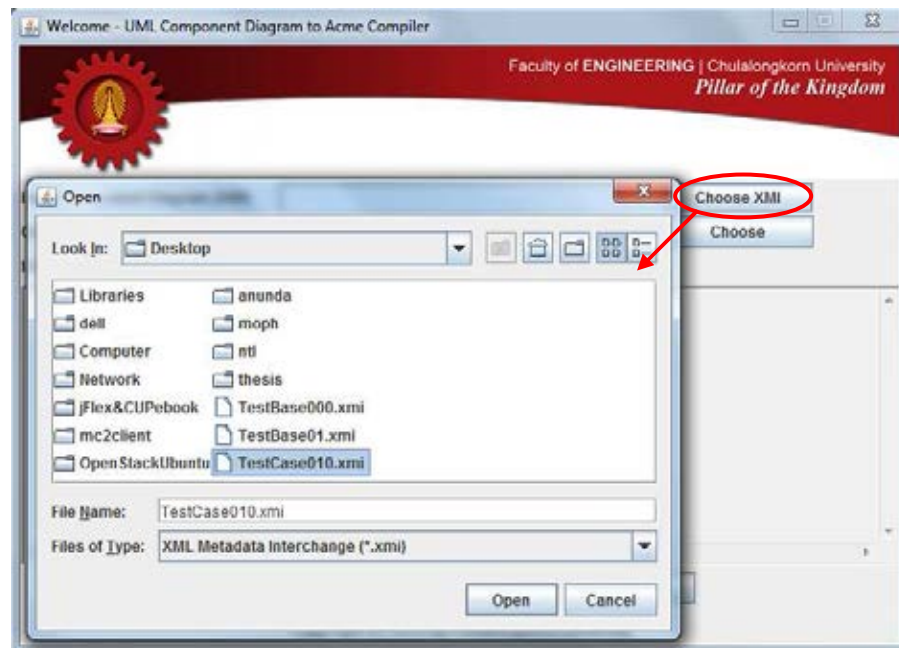 Welcome - UML Component Diagram to Acme Compiler
Faculty of ENGINEERING | Chulalongkorn University
Pillar of the Kingdom
Open
Choose XMI
Choose
Look In: Desktop
Libraries anunda
dell moph
Computer ntl
Network thesis
jFlex&CUPebook TestBase000.xmi
mc2client TestBase01.xmi
OpenStackUbuntu TestCase010.xmi
File Name: TestCase010.xmi
Files of Type: XML Metadata Interchange (*.xmi)
Open Cancel